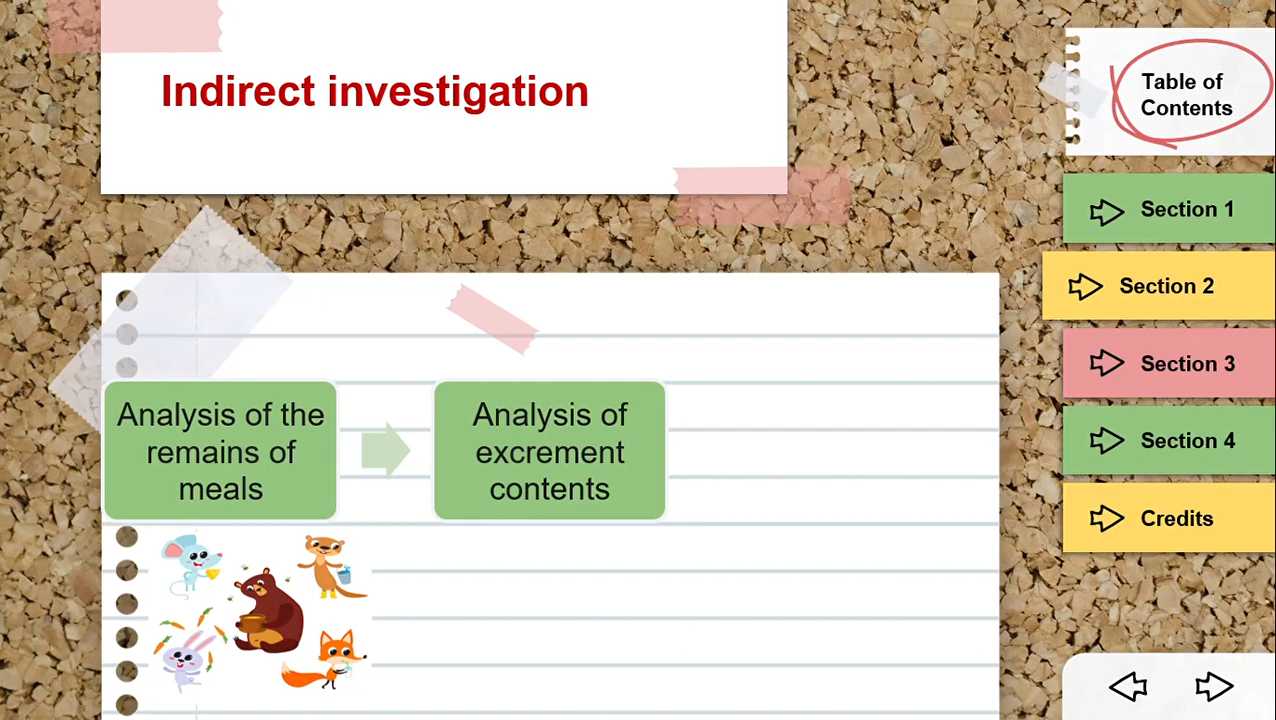 Indirect investigation
Analysis of the
remains of
meals
Analysis of
excrement
contents
Table of
Contents
Section 1
Section 2
Section 3
Section 4
Credits